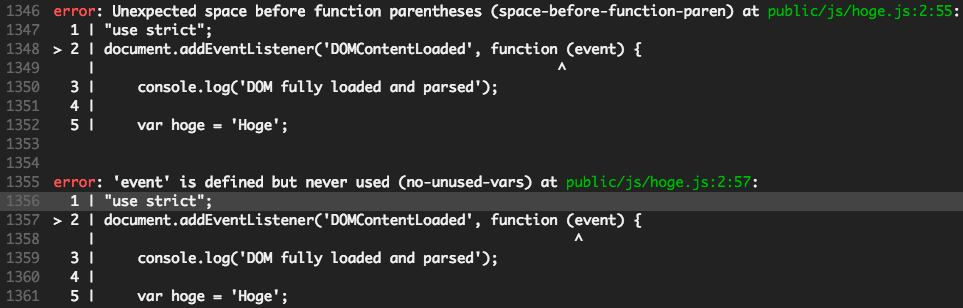 1346 error: Unexpected space before function parentheses (space-before-function-paren) at public/js/hoge.js:2:55:
1347   1 | "use strict";
1348 > 2 | document.addEventListener('DOMContentLoaded', function (event) {
1349     |                                                       ^
1350   3 |     console.log('DOM fully loaded and parsed');
1351   4 |
1352   5 |     var hoge = 'Hoge';
1353
1354
1355 error: 'event' is defined but never used (no-unused-vars) at public/js/hoge.js:2:57:
1356   1 | "use strict";
1357 > 2 | document.addEventListener('DOMContentLoaded', function (event) {
1358     |                                                         ^
1359   3 |     console.log('DOM fully loaded and parsed');
1360   4 |
1361   5 |     var hoge = 'Hoge';